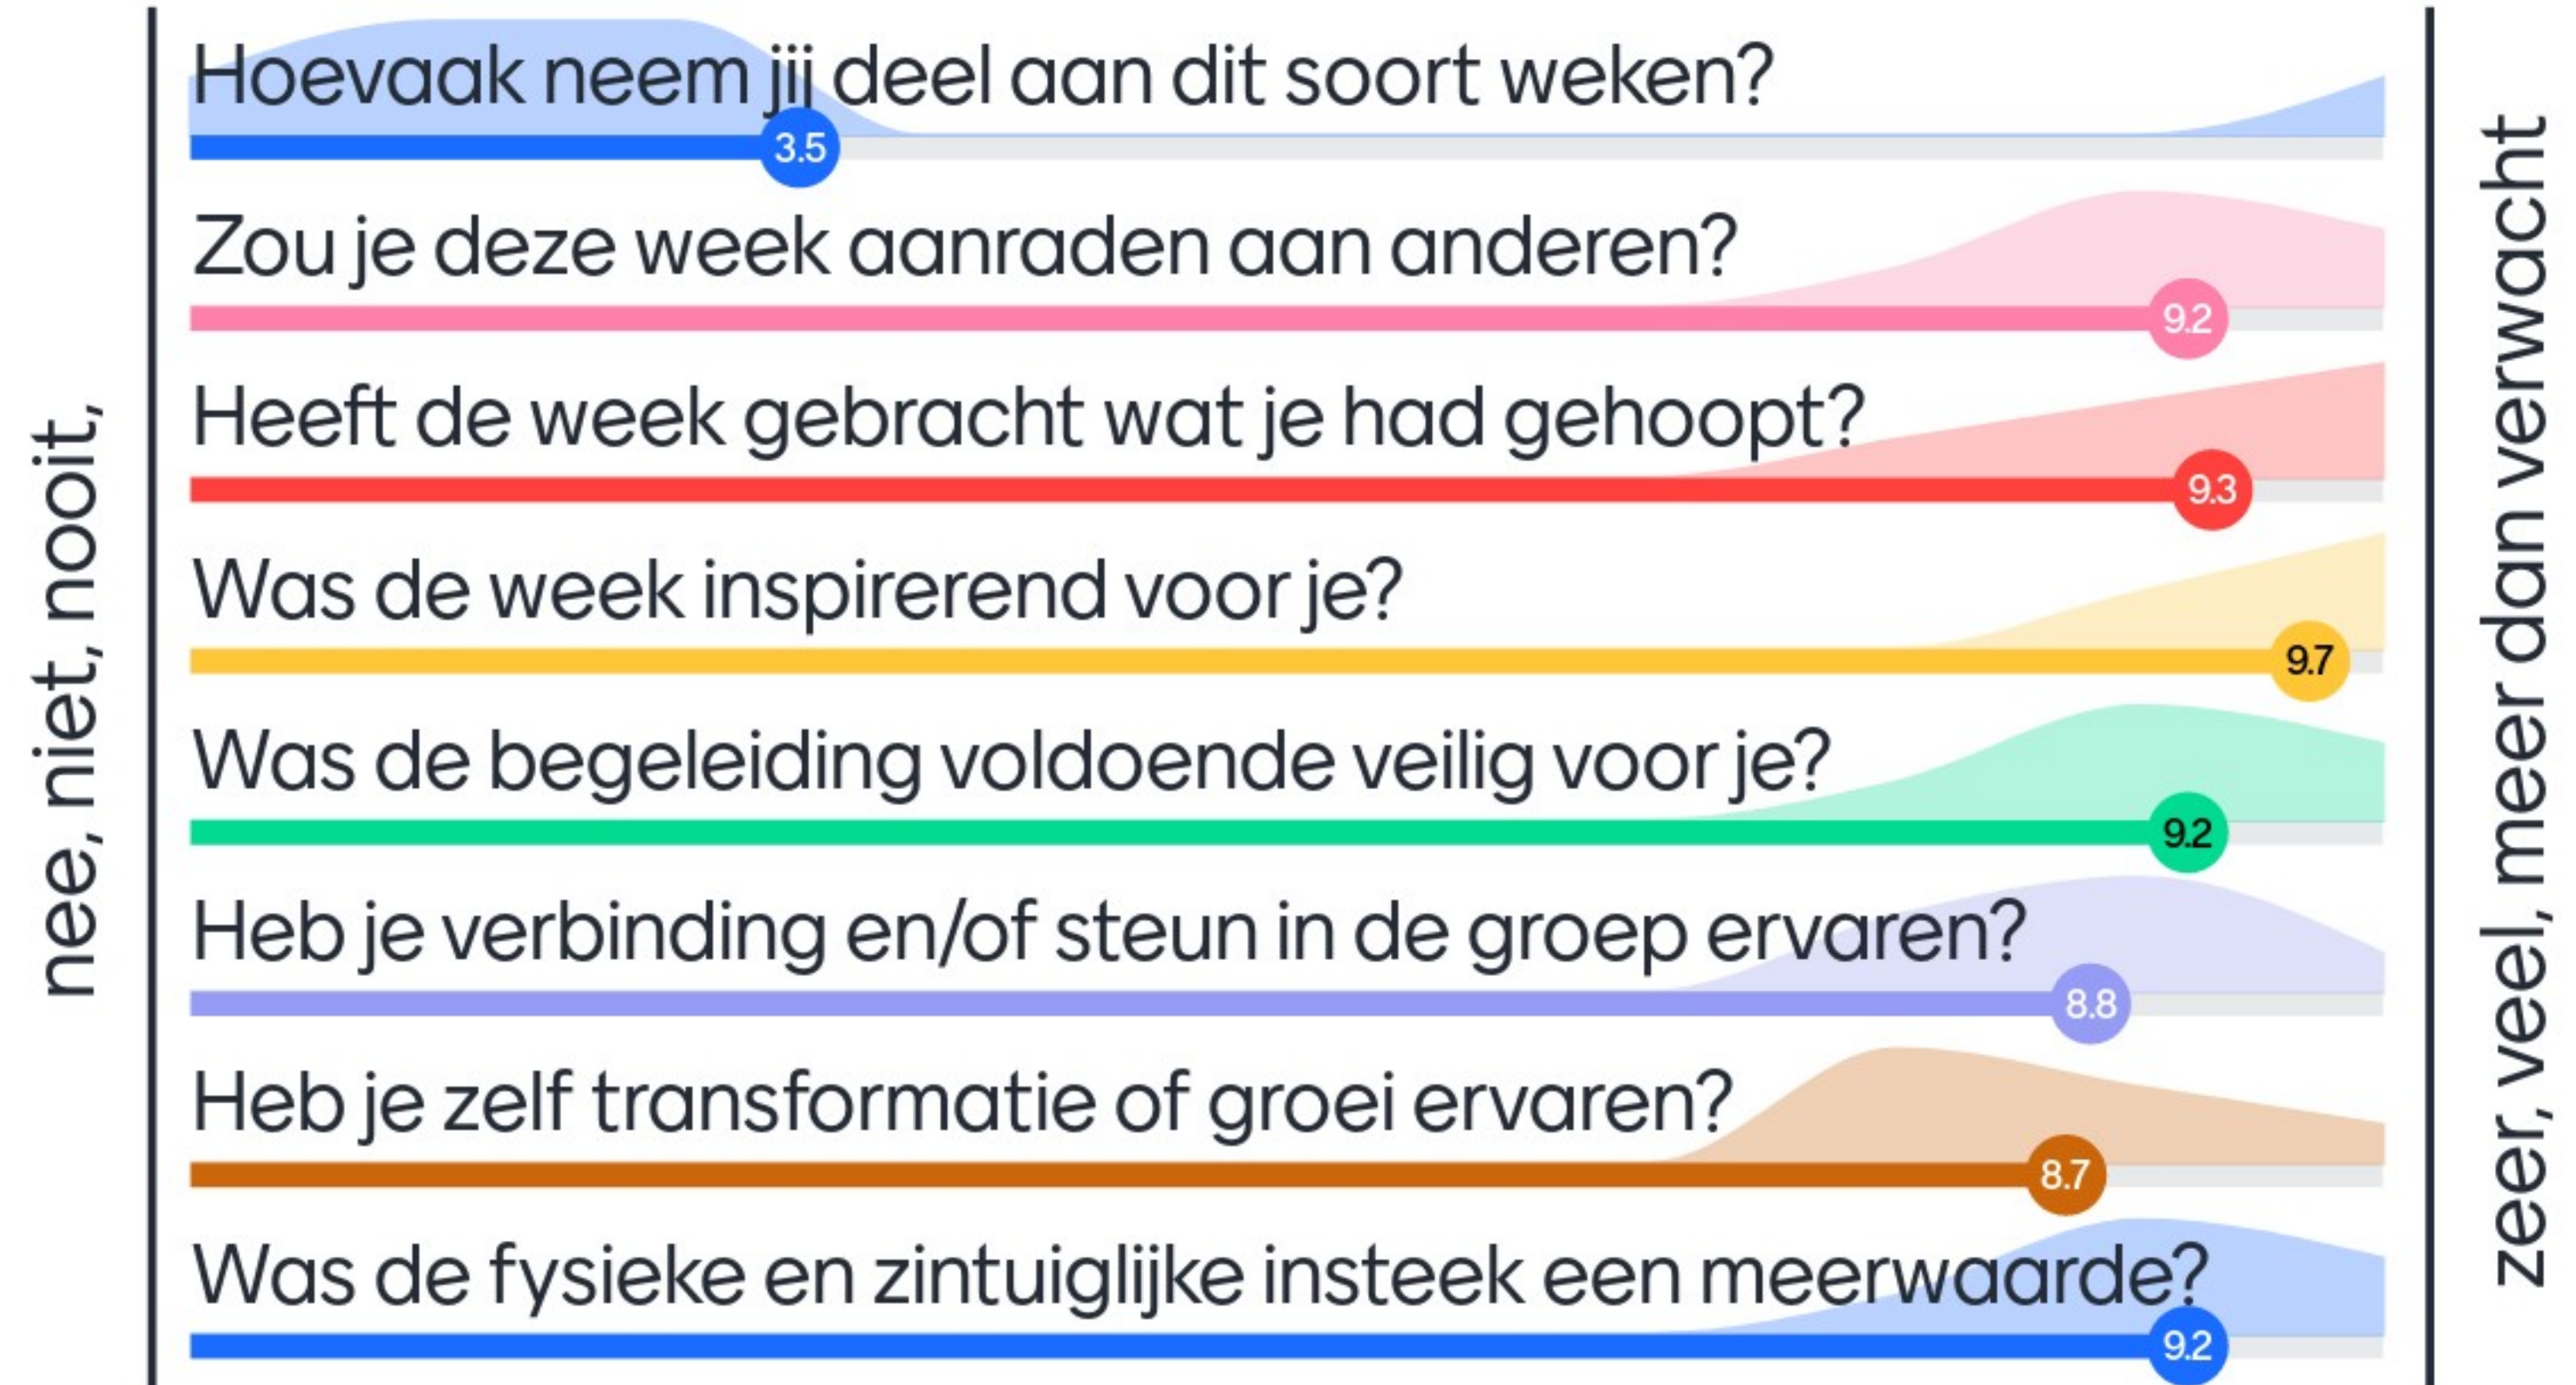 nee, niet, nooit,
Hoevaak neem jij deel aan dit soort weken?
3.5
Zou je deze week aanraden aan anderen?
9.2
Heeft de week gebracht wat je had gehoopt?
9.3
Was de week inspirerend voor je?
9.7
Was de begeleiding voldoende veilig voor je?
9.2
Heb je verbinding en/of steun in de groep ervaren?
8.8
Heb je zelf transformatie of groei ervaren?
8.7
Was de fysieke en zintuiglijke insteek een meerwaarde?
9.2
zeer, veel, meer dan verwacht